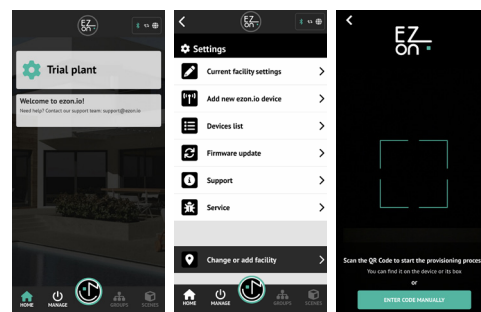 EZ
on
Trial plant
Welcome to ezon.io!
Need help? Contact our support team: support@ezon.io
HOME
MANAGE
GROUPS
SCENES
EZ
on
Settings
Current facility settings
Add new ezon.io device
Devices list
Firmware update
Support
Service
Change or add facility
HOME
MANAGE
GROUPS
SCENES
EZ
on
Scan the QR Code to start the provisioning proces
You can find it on the device or its box
or
ENTER CODE MANUALLY